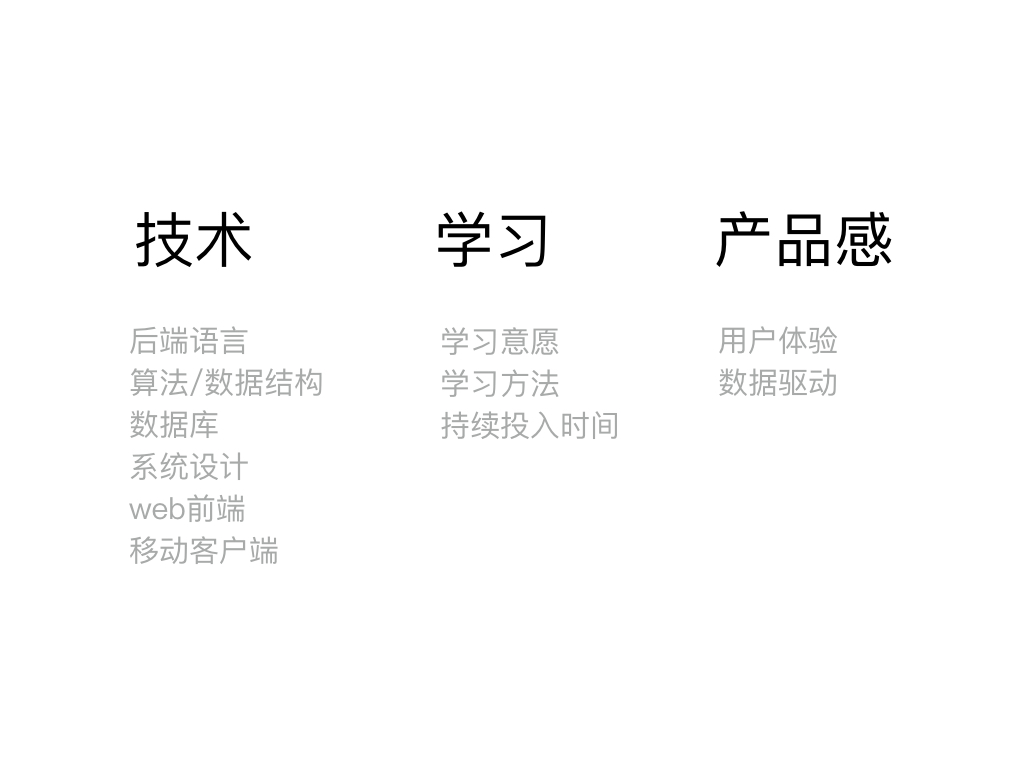 技术
后端语言
算法/数据结构
数据库
系统设计
web前端
移动客户端
学习
学习意愿
学习方法
持续投入时间
产品感
用户体验
数据驱动